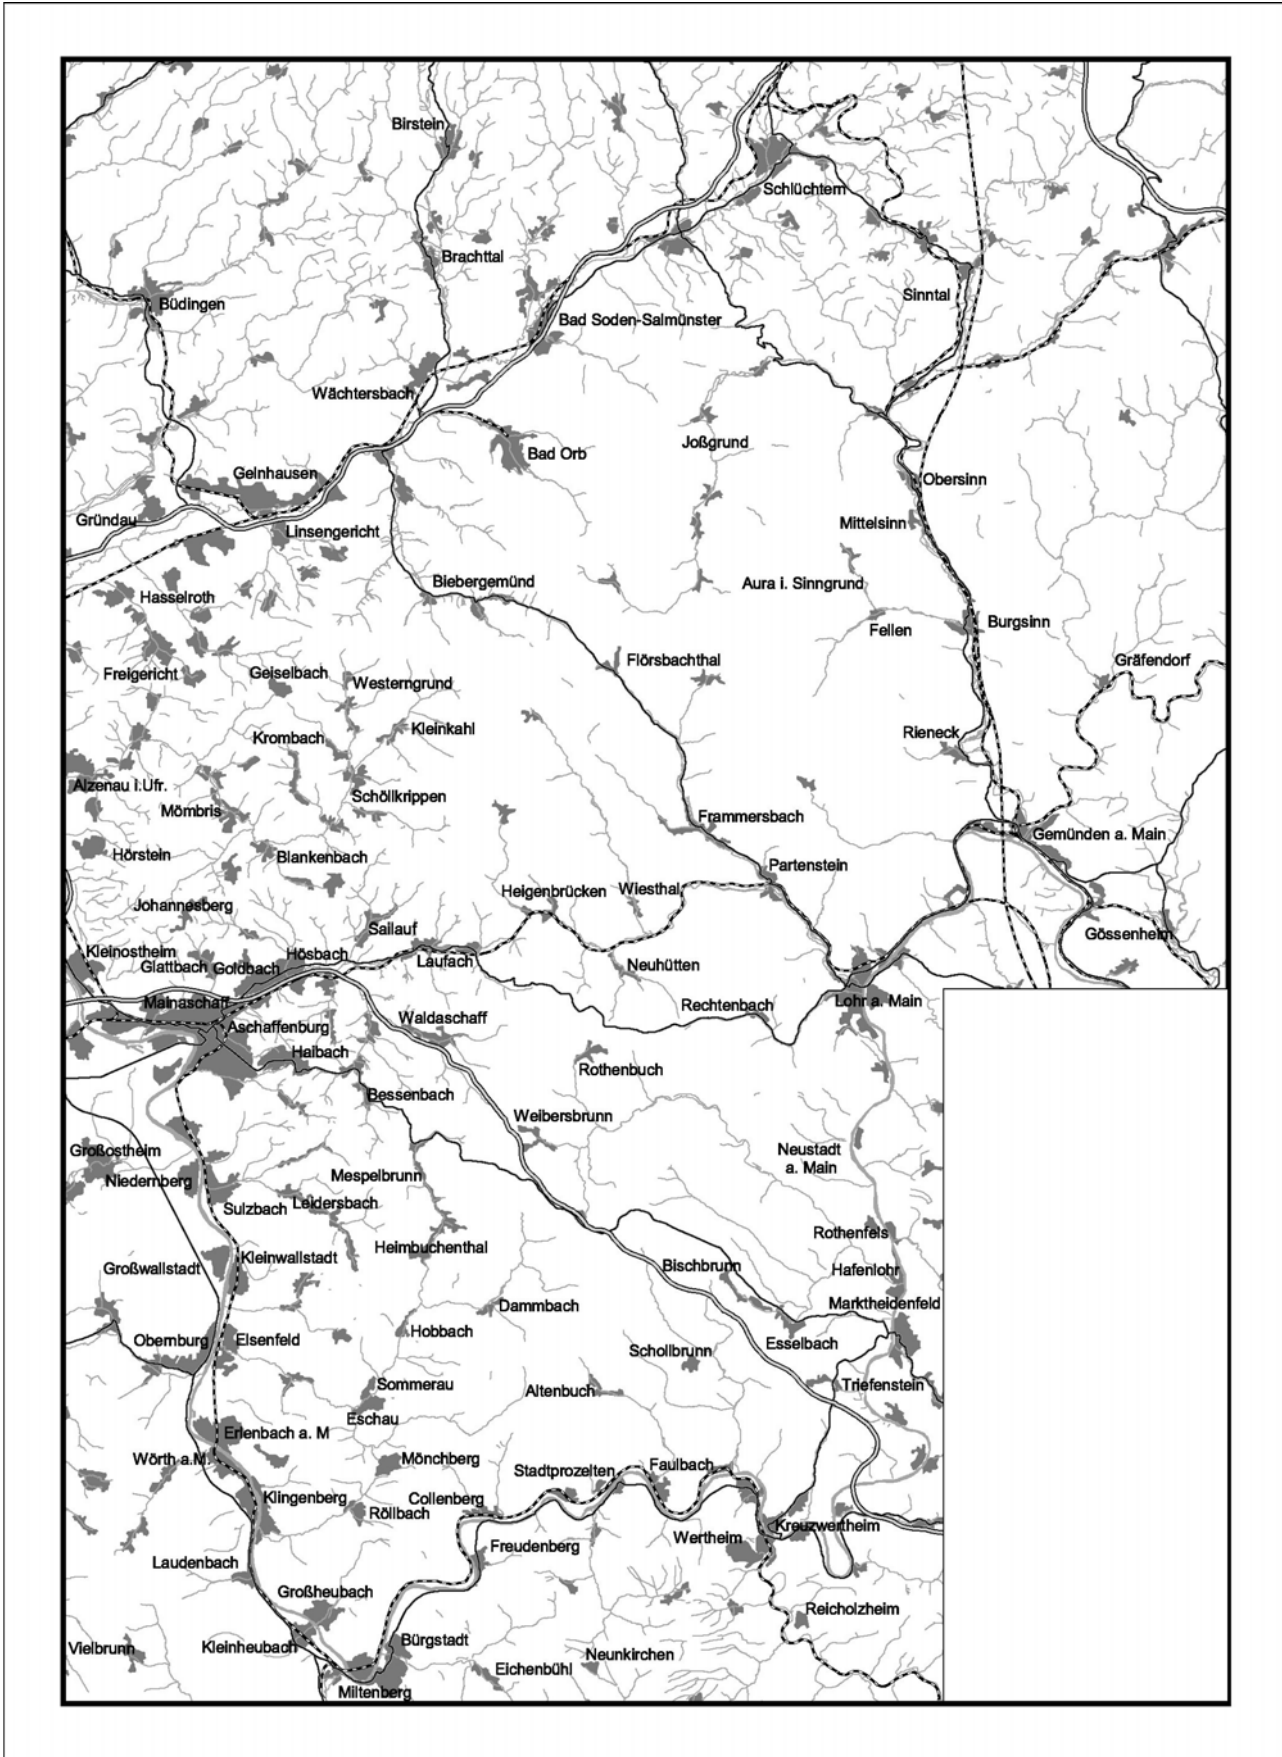 Birstein
Schlüchtern
Brachttal
Sinntal
Büdingen
Bad Soden-Salmünster
Wächtersbach
Joßgrund
Bad Orb
Gelnhausen
Obersinn
Gründau
Mittelsinn
Linsengericht
Biebergemünd
Aura i. Sinngrund
Hasselroth
Burgsinn
Fellen
Flörsbachthal
Gräfendorf
Freigericht
Geiselbach
Westerngrund
Kleinkahl
Rieneck
Krombach
Alzenau i.Ufr.
Schöllkrippen
Mömbris
Frammersbach
Gemünden a. Main
Hörstein
Blankenbach
Partenstein
Heigenbrücken
Wiesthal
Johannesberg
Sailauf
Gössenheim
Kleinostheim
Hösbach
Laufach
Glattbach
Goldbach
Neuhütten
Mainaschaff
Rechtenbach
Lohr a. Main
Waldaschaff
Aschaffenburg
Haibach
Rothenbuch
Bessenbach
Weibersbrunn
Großostheim
Neustadt
a. Main
Niedernberg
Mespelbrunn
Leidersbach
Sulzbach
Rothenfels
Heimbuchenthal
Kleinwallstadt
Bischbrunn
Großwallstadt
Hafenlohr
Dammbach
Marktheidenfeld
Hobbach
Obernburg
Elsenfeld
Esselbach
Schollbrunn
Sommerau
Altenbuch
Triefenstein
Eschau
Erlenbach a. M
Wörth a.M.
Mönchberg
Faulbach
Stadtprozelten
Klingenberg
Collenberg
Röllbach
Kreuzwertheim
Wertheim
Freudenberg
Laudenbach
Großheubach
Reicholzheim
Bürgstadt
Kleinheubach
Vielbrunn
Neunkirchen
Eichenbühl
Miltenberg